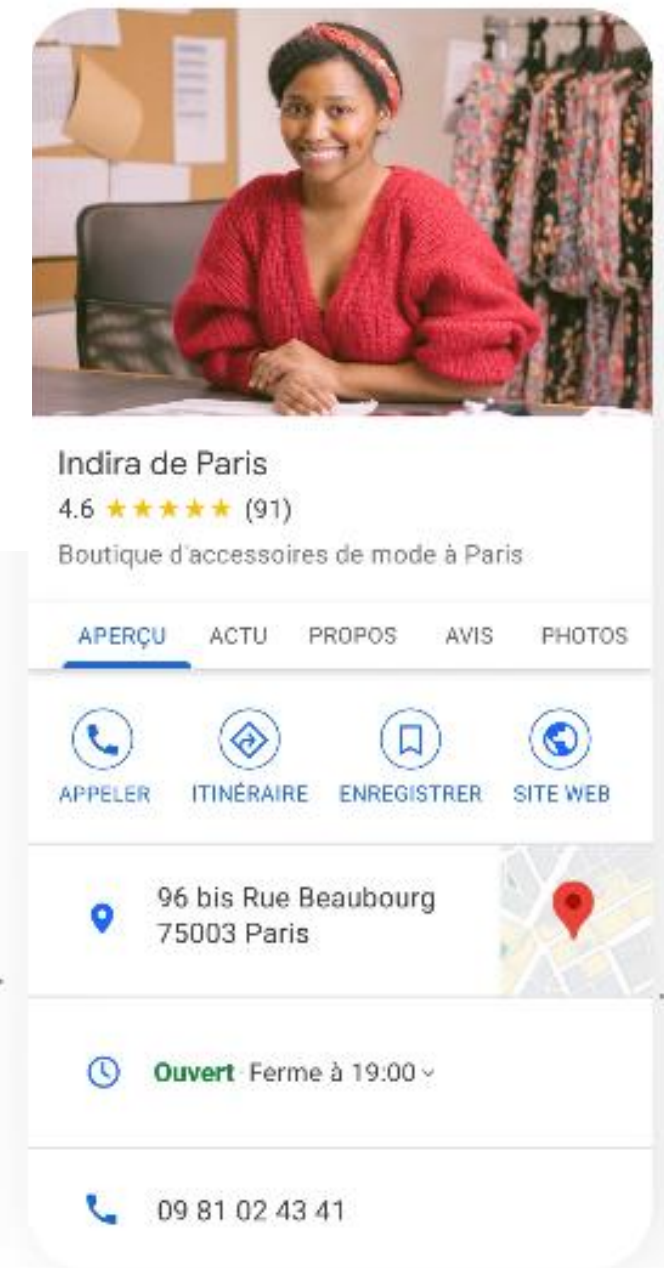 Indira de Paris
4.6 ★★★★★ (91)
Boutique d'accessoires de mode à Paris
APERÇU ACTU PROPOS AVIS PHOTOS
APPELER ITINÉRAIRE ENREGISTRER SITE WEB
96 bis Rue Beaubourg
75003 Paris
Ouvert · Ferme à 19:00
09 81 02 43 41